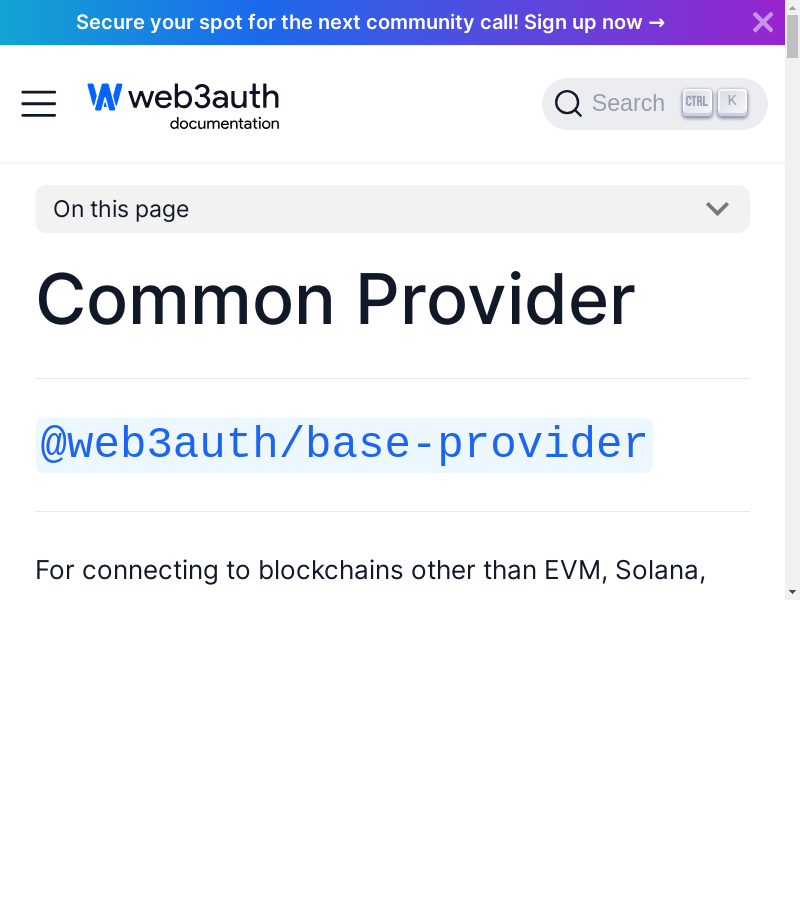 Secure your spot for the next community call! Sign up now →
web3auth
documentation
Search CTRL K
On this page
Common Provider
@web3auth/base-provider
For connecting to blockchains other than EVM, Solana,